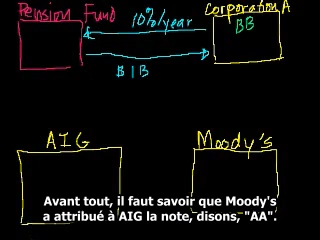 Pension Fund
10%/year
Corporation A
BB
$1B
AIG
Moody's
Avant tout, il faut savoir que Moody's
a attribué à AIG la note, disons, "AA".